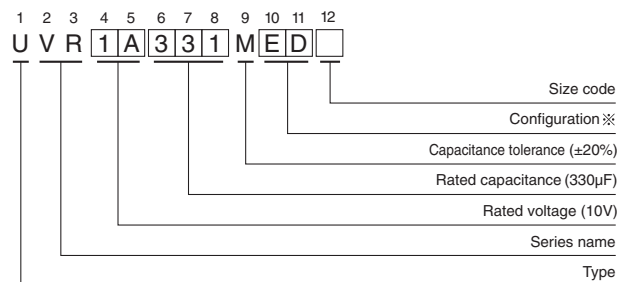 1 2 3 4 5 6 7 8 9 10 11 12
U V R 1 A 3 3 1 M E D
Size code
Configuration※
Capacitance tolerance (±20%)
Rated capacitance (330µF)
Rated voltage (10V)
Series name
Type